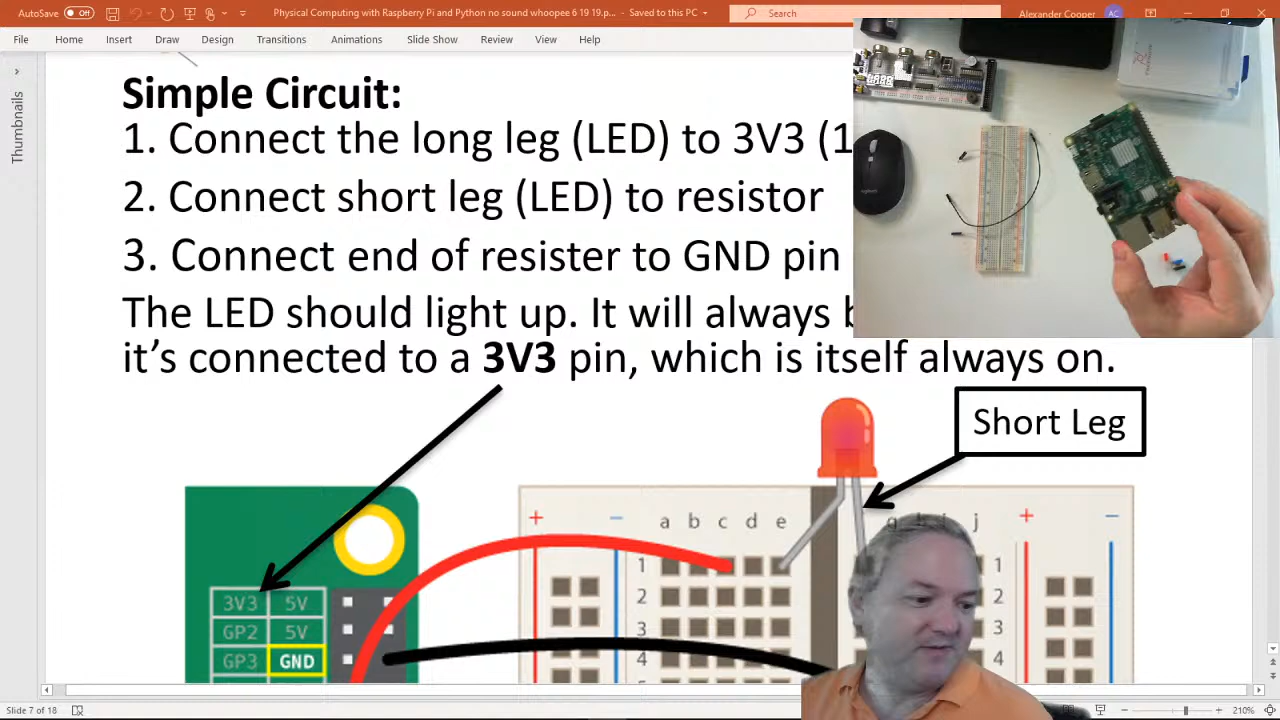 AutoSave Off Physical Computing with Raspberry Pi and Python no sound whoopee 6 19 19.p... - Saved to this PC Search Alexander Cooper AC
File Home Insert Draw Design Transitions Animations Slide Show Review View Help
Thumbnails
Simple Circuit:
1. Connect the long leg (LED) to 3V3 (1
2. Connect short leg (LED) to resistor
3. Connect end of resister to GND pin
The LED should light up. It will always b
it's connected to a 3V3 pin, which is itself always on.
Short Leg
+ − a b c d e g h i j + −
1 1
2 2
3 3
4 4
3V3 5V
GP2 5V
GP3 GND
Slide 7 of 18 210%